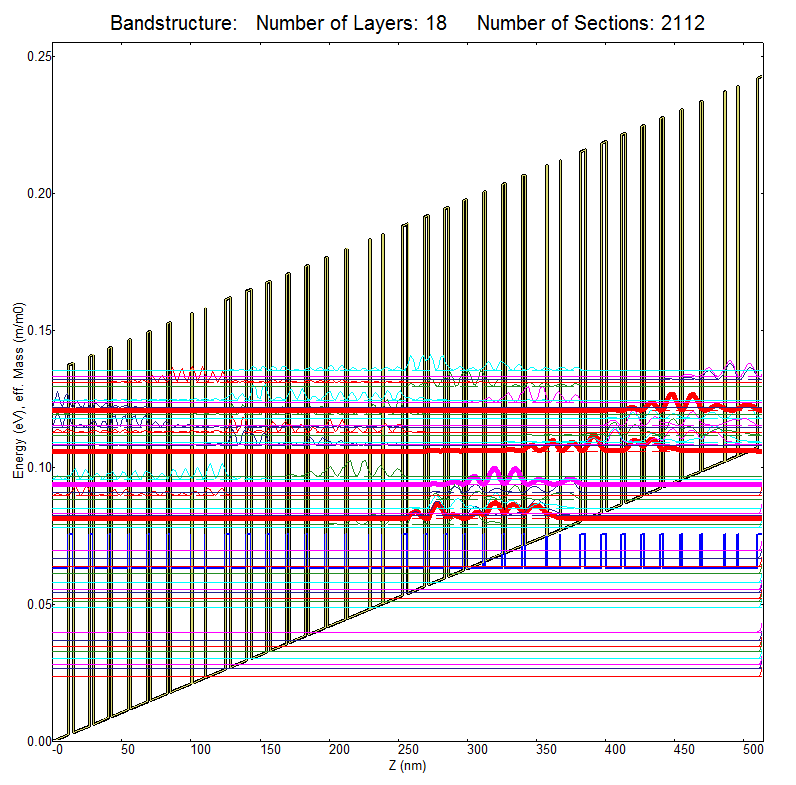 Bandstructure: Number of Layers: 18 Number of Sections: 2112
Energy (eV), eff. Mass (m/m0)
0.25
0.20
0.15
0.10
0.05
0.00
-0 50 100 150 200 250 300 350 400 450 500
Z (nm)